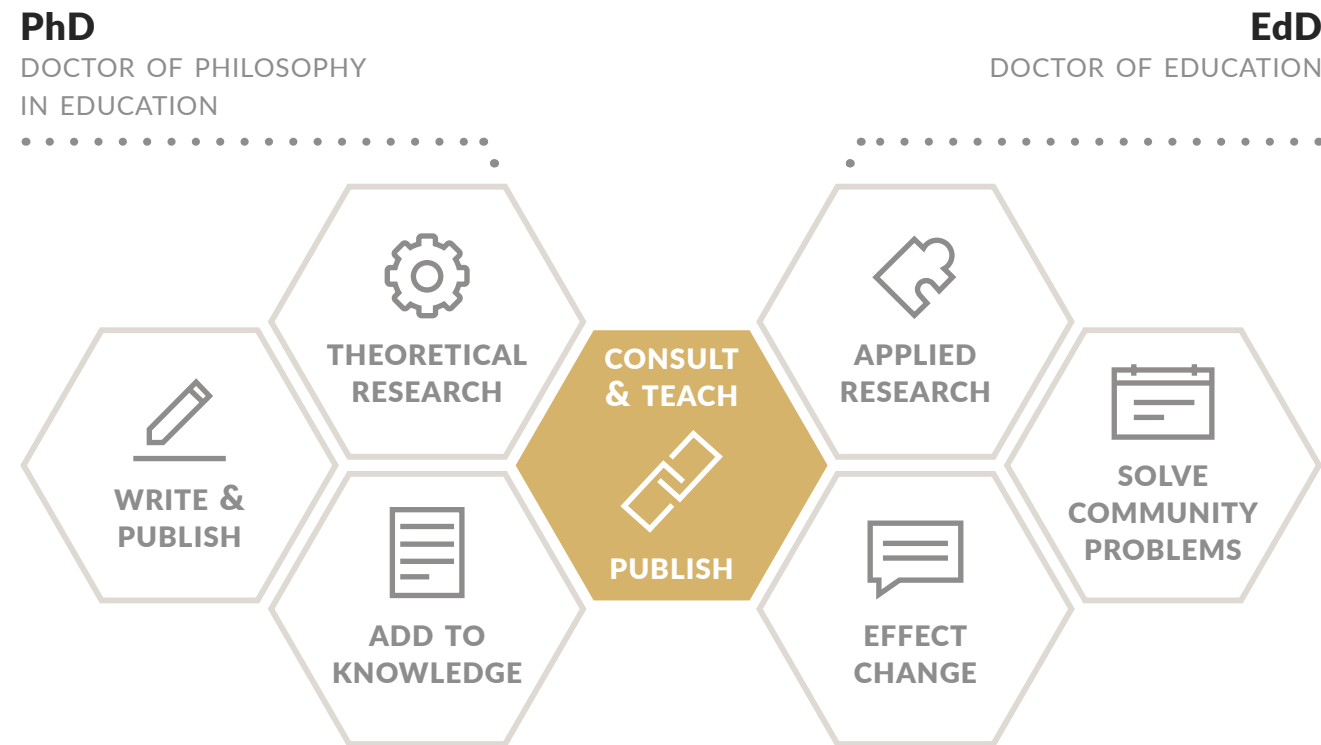 PhD
DOCTOR OF PHILOSOPHY
IN EDUCATION
EdD
DOCTOR OF EDUCATION
WRITE &
PUBLISH
THEORETICAL
RESEARCH
ADD TO
KNOWLEDGE
CONSULT
& TEACH
PUBLISH
APPLIED
RESEARCH
EFFECT
CHANGE
SOLVE
COMMUNITY
PROBLEMS